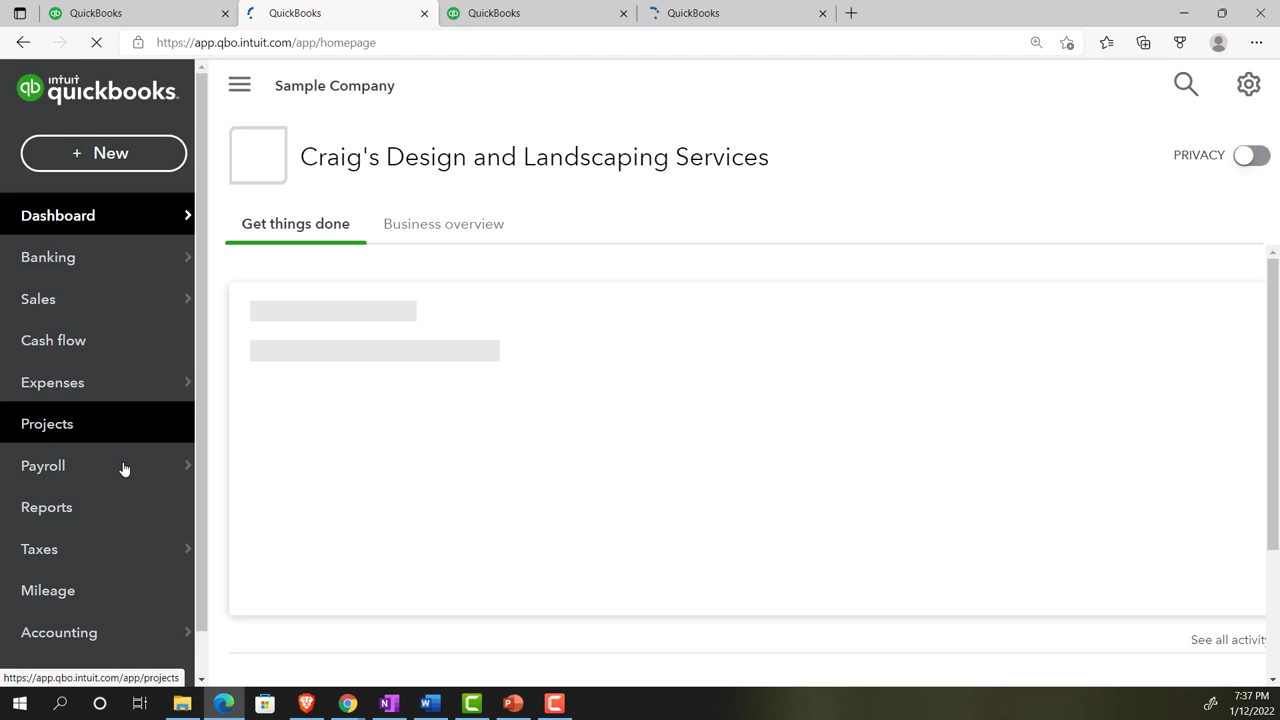 QuickBooks
QuickBooks
QuickBooks
QuickBooks
https://app.qbo.intuit.com/app/homepage
qb intuit quickbooks.
Sample Company
+ New
Craig's Design and Landscaping Services
PRIVACY
Get things done
Business overview
Dashboard
Banking
Sales
Cash flow
Expenses
Projects
Payroll
Reports
Taxes
Mileage
Accounting
See all activity
https://app.qbo.intuit.com/app/projects
7:37 PM
1/12/2022